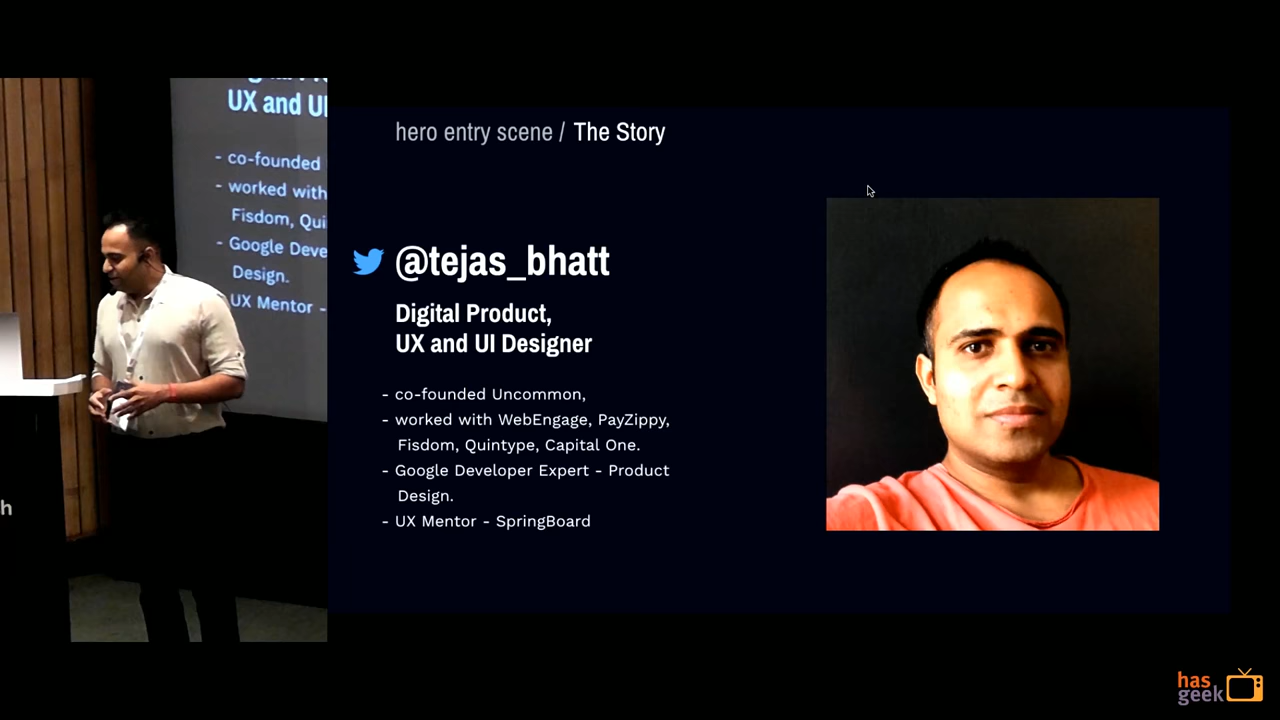 UX and UI
- co-founded
- worked with
Fisdom, Quin
- Google Deve
Design.
UX Mentor -
h
hero entry scene / The Story
@tejas_bhatt
Digital Product,
UX and UI Designer
- co-founded Uncommon,
- worked with WebEngage, PayZippy,
Fisdom, Quintype, Capital One.
- Google Developer Expert - Product
Design.
- UX Mentor - SpringBoard
has
geek